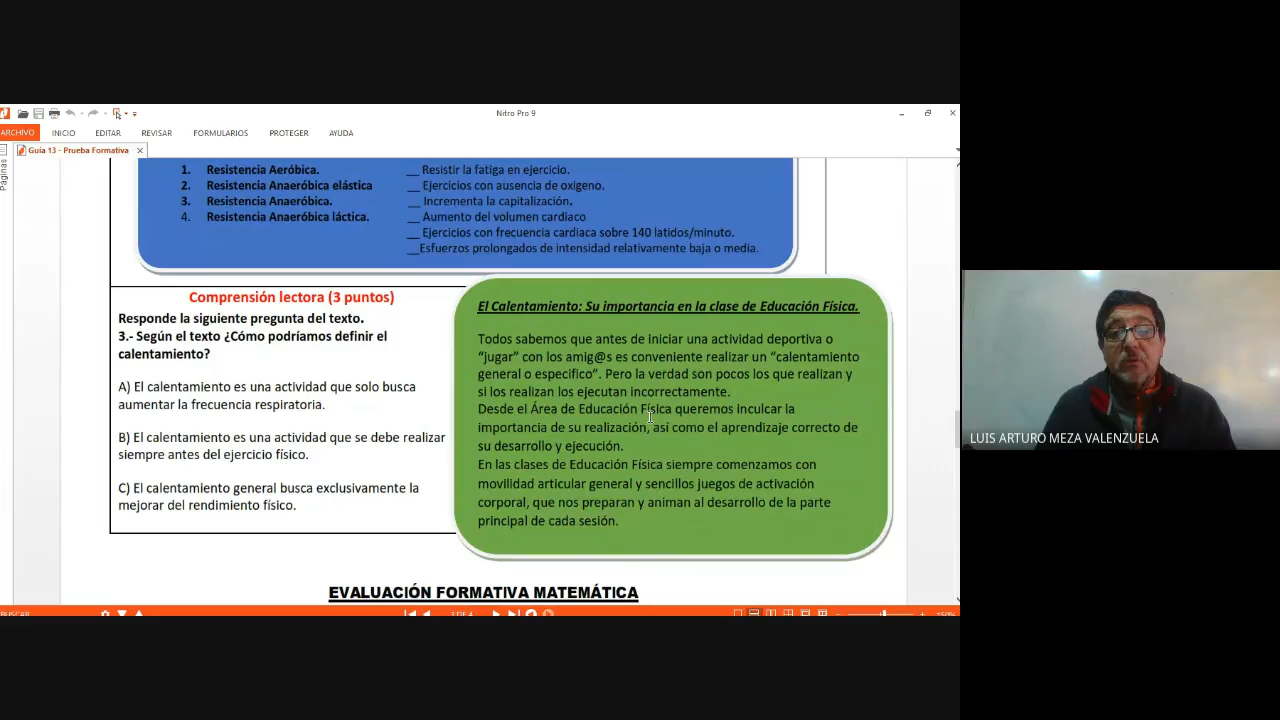 Nitro Pro 9
ARCHIVO INICIO EDITAR REVISAR FORMULARIOS PROTEGER AYUDA
Guía 13 - Prueba Formativa
Páginas
1. Resistencia Aeróbica. __ Resistir la fatiga en ejercicio.
2. Resistencia Anaeróbica elástica __ Ejercicios con ausencia de oxigeno.
3. Resistencia Anaeróbica. __ Incrementa la capitalización.
4. Resistencia Anaeróbica láctica. __ Aumento del volumen cardiaco
__ Ejercicios con frecuencia cardiaca sobre 140 latidos/minuto.
__Esfuerzos prolongados de intensidad relativamente baja o media.
Comprensión lectora (3 puntos)
Responde la siguiente pregunta del texto.
3.- Según el texto ¿Cómo podríamos definir el
calentamiento?
A) El calentamiento es una actividad que solo busca
aumentar la frecuencia respiratoria.
B) El calentamiento es una actividad que se debe realizar
siempre antes del ejercicio físico.
C) El calentamiento general busca exclusivamente la
mejorar del rendimiento físico.
El Calentamiento: Su importancia en la clase de Educación Física.
Todos sabemos que antes de iniciar una actividad deportiva o
“jugar” con los amig@s es conveniente realizar un “calentamiento
general o especifico”. Pero la verdad son pocos los que realizan y
si los realizan los ejecutan incorrectamente.
Desde el Área de Educación Física queremos inculcar la
importancia de su realización, así como el aprendizaje correcto de
su desarrollo y ejecución.
En las clases de Educación Física siempre comenzamos con
movilidad articular general y sencillos juegos de activación
corporal, que nos preparan y animan al desarrollo de la parte
principal de cada sesión.
EVALUACIÓN FORMATIVA MATEMÁTICA
BUSCAR 3 DE 4 150%
LUIS ARTURO MEZA VALENZUELA